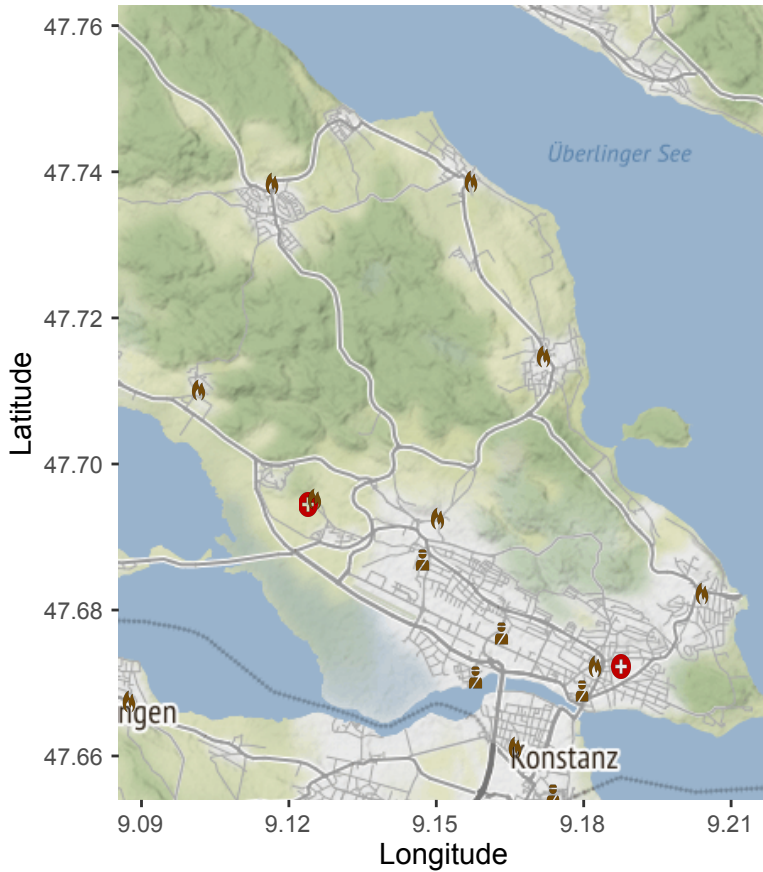 47.76
47.74
47.72
47.70
47.68
47.66
Latitude
Überlinger See
ngen
Konstanz
9.09
9.12
9.15
9.18
9.21
Longitude